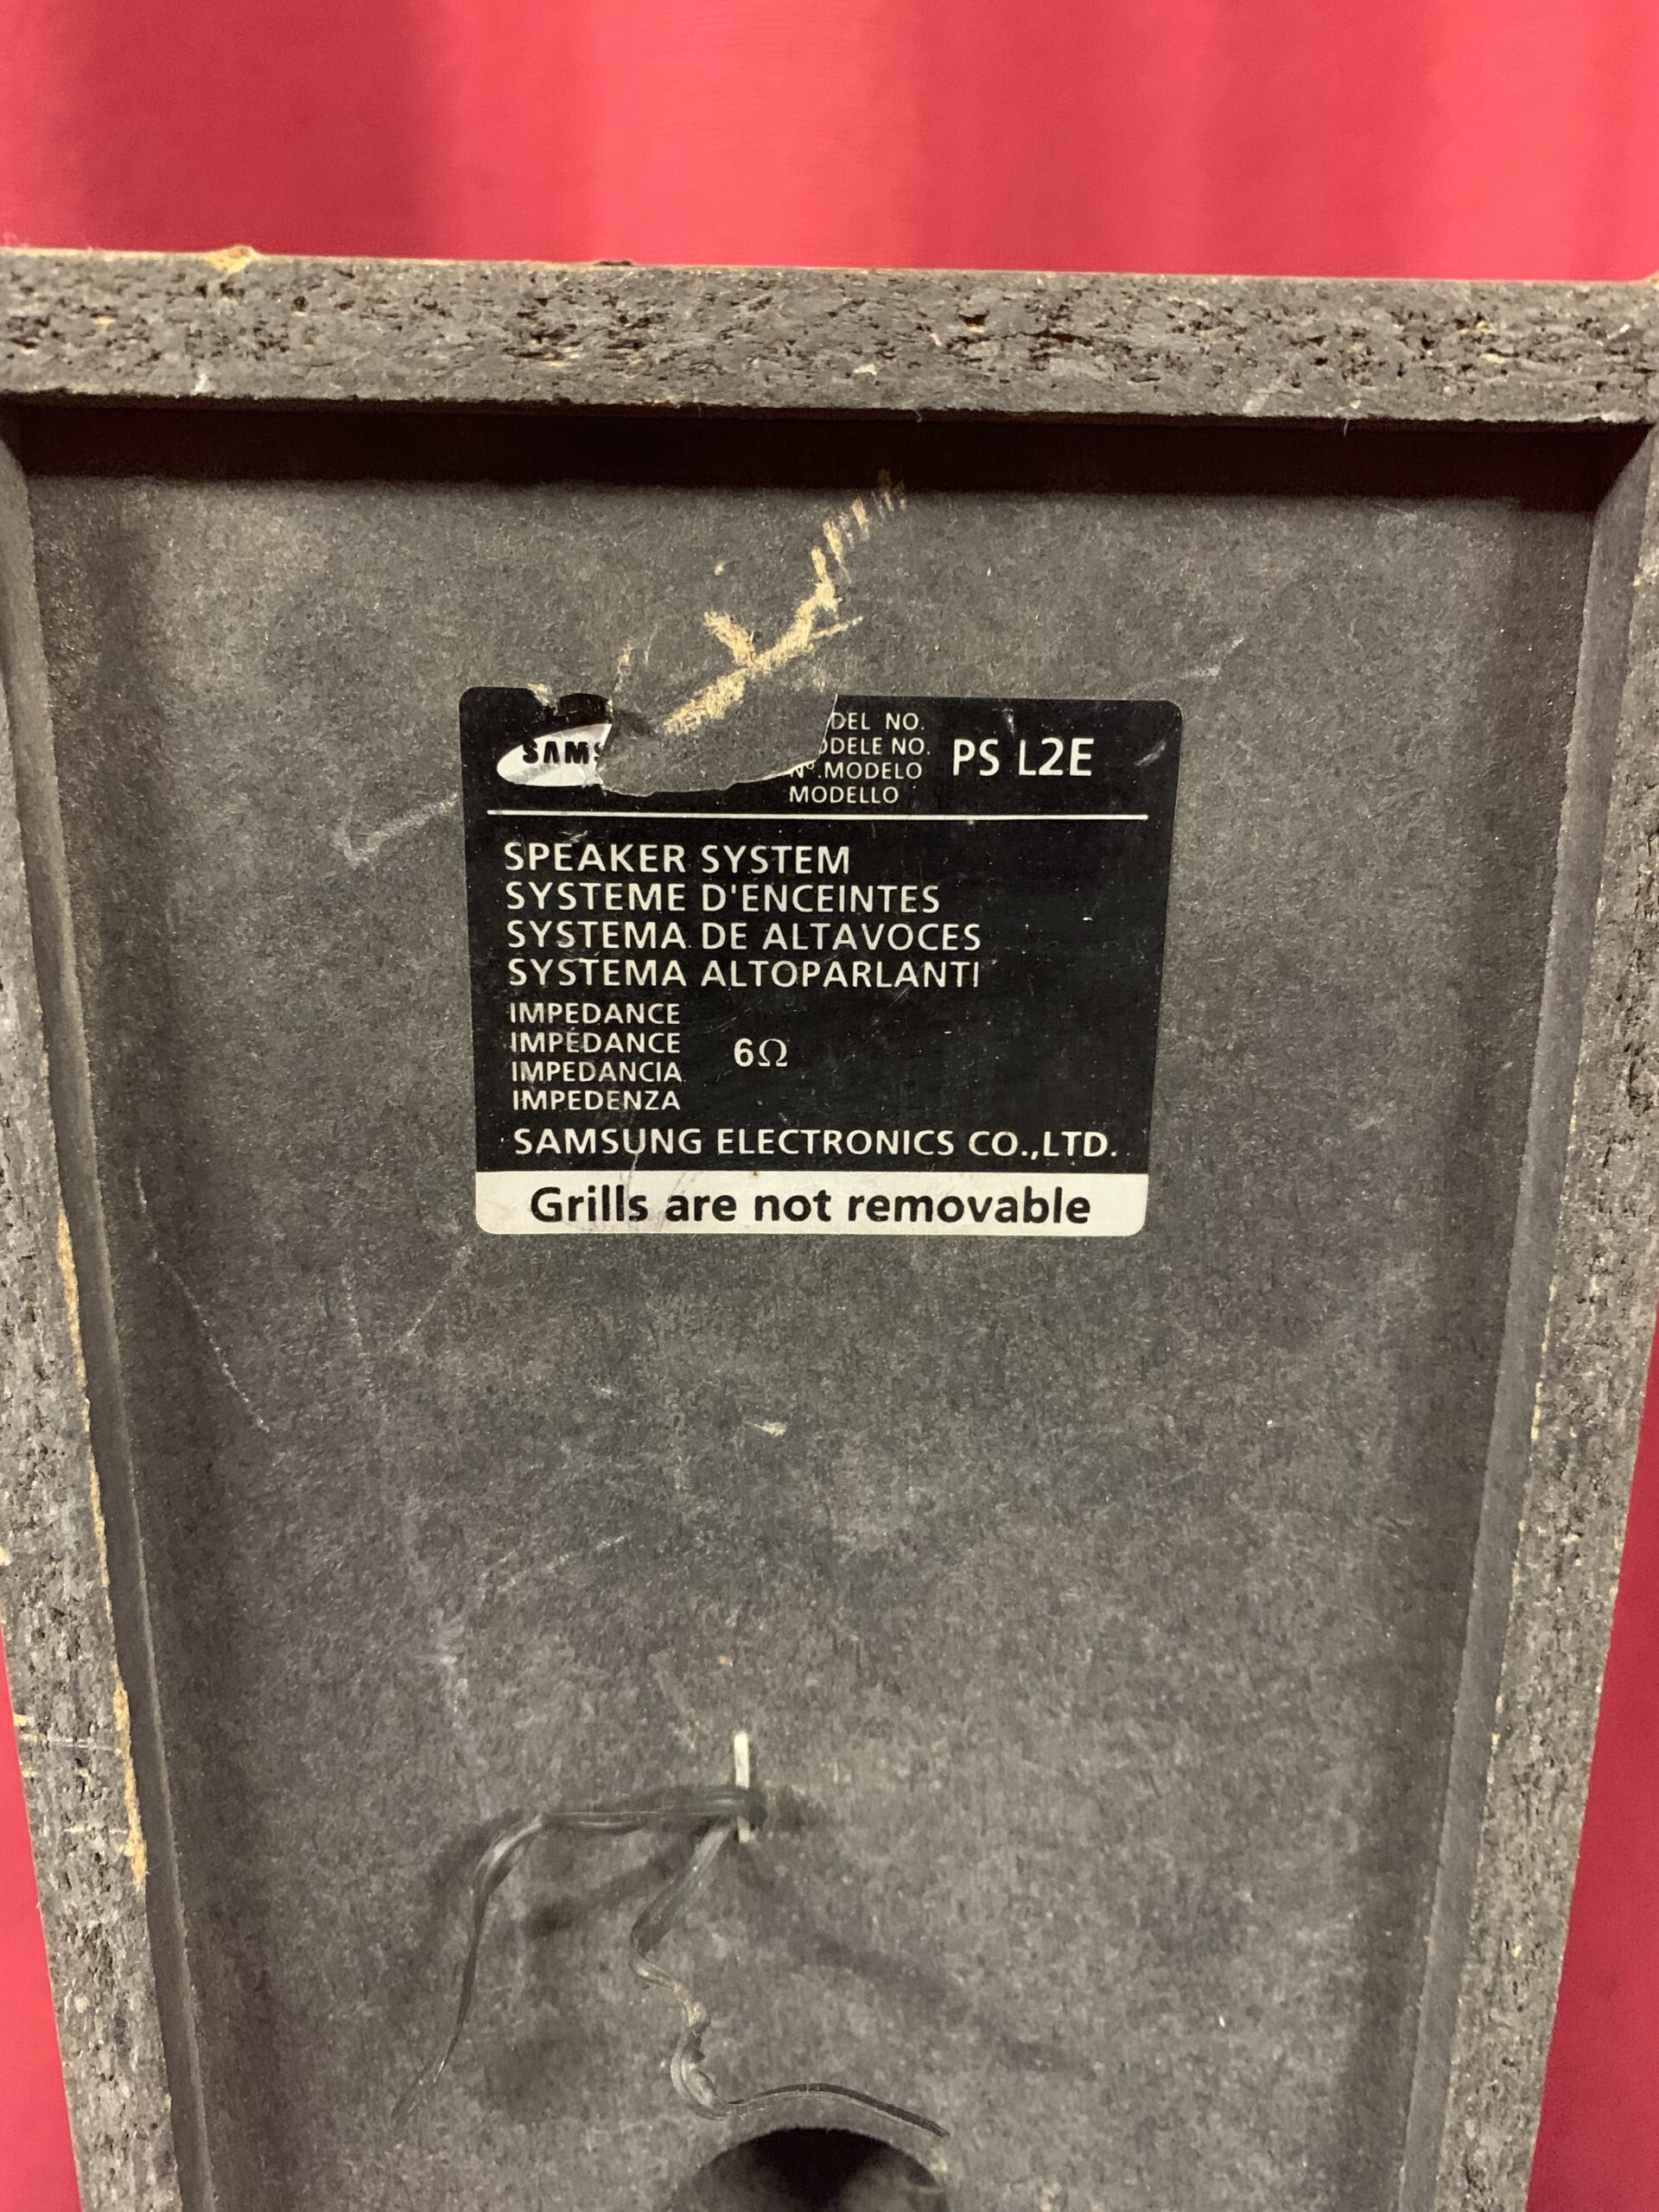 DEL NO.
ODELE NO.
Nº.MODELO
MODELLO
PS L2E
SPEAKER SYSTEM
SYSTEME D'ENCEINTES
SYSTEMA DE ALTAVOCES
SYSTEMA ALTOPARLANTI
IMPEDANCE
IMPÉDANCE
IMPEDANCIA
IMPEDENZA
6Ω
SAMSUNG ELECTRONICS CO.,LTD.
Grills are not removable